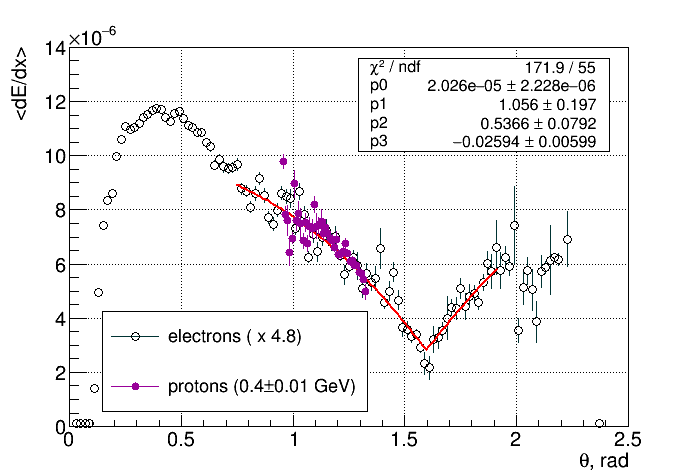 14 ×10⁻⁶
<dE/dx>
χ² / ndf 171.9 / 55
p0 2.026e−05 ± 2.228e−06
p1 1.056 ± 0.197
p2 0.5366 ± 0.0792
p3 −0.02594 ± 0.00599
12
10
8
6
4
2
0
electrons ( x 4.8)
protons (0.4±0.01 GeV)
0 0.5 1 1.5 2 2.5
θ, rad